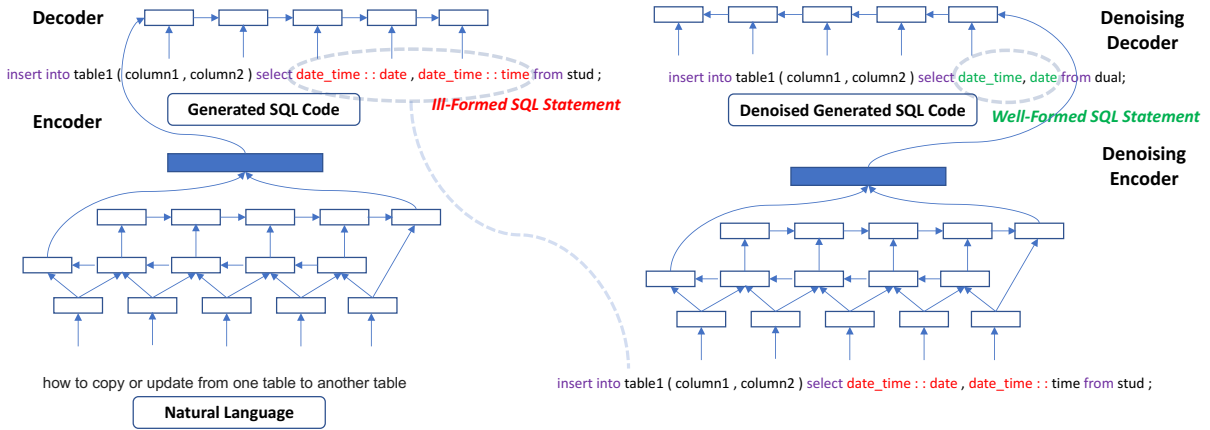 Decoder
insert into table1 ( column1 , column2 ) select date_time : : date , date_time : : time from stud ;
Generated SQL Code
Ill-Formed SQL Statement
Encoder
how to copy or update from one table to another table
Natural Language
Denoising
Decoder
insert into table1 ( column1 , column2 ) select date_time, date from dual;
Denoised Generated SQL Code
Well-Formed SQL Statement
Denoising
Encoder
insert into table1 ( column1 , column2 ) select date_time : : date , date_time : : time from stud ;